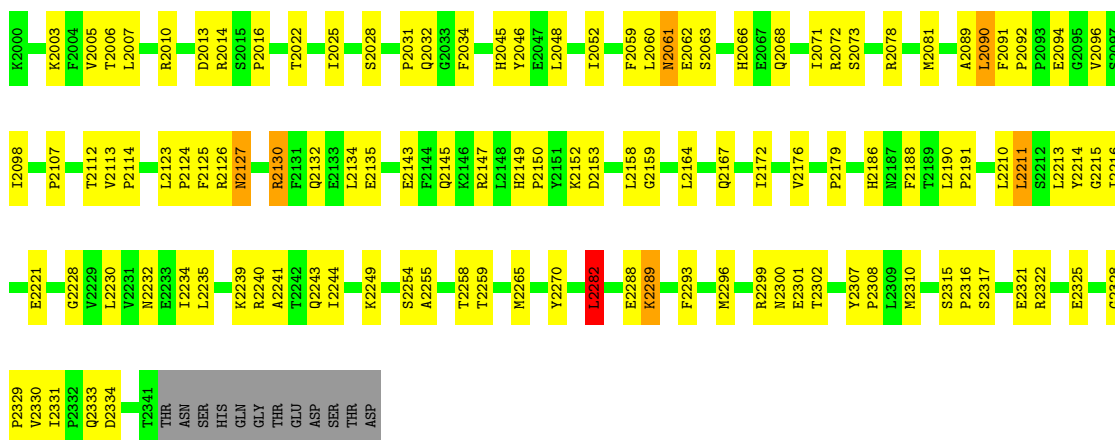 K2000 K2003 F2004 V2005 T2006 L2007 R2010 D2013 R2014 S2015 P2016 T2022 I2025 S2028 P2031 Q2032 G2033 F2034 H2045 Y2046 E2047 L2048 I2052 F2059 L2060 N2061 E2062 S2063 H2066 E2067 Q2068 I2071 R2072 S2073 R2078 M2081 A2089 L2090 F2091 P2092 P2093 E2094 G2095 V2096 S2097
I2098 P2107 T2112 V2113 P2114 L2123 P2124 F2125 R2126 N2127 R2130 F2131 Q2132 E2133 L2134 E2135 E2143 F2144 Q2145 K2146 R2147 L2148 H2149 P2150 Y2151 K2152 D2153 L2158 G2159 L2164 Q2167 I2172 V2176 P2179 H2186 N2187 F2188 T2189 L2190 P2191 L2210 L2211 S2212 L2213 Y2214 G2215 I2216
E2221 G2228 V2229 L2230 V2231 N2232 E2233 I2234 L2235 K2239 R2240 A2241 T2242 Q2243 I2244 K2249 S2254 A2255 T2258 T2259 M2265 Y2270 L2282 E2288 K2289 F2293 M2296 R2299 N2300 E2301 T2302 Y2307 P2308 L2309 M2310 S2315 P2316 S2317 E2321 R2322 E2325
P2329 V2330 I2331 P2332 Q2333 D2334 T2341 THR ASN SER HIS GLN GLY THR GLU ASP SER THR ASP